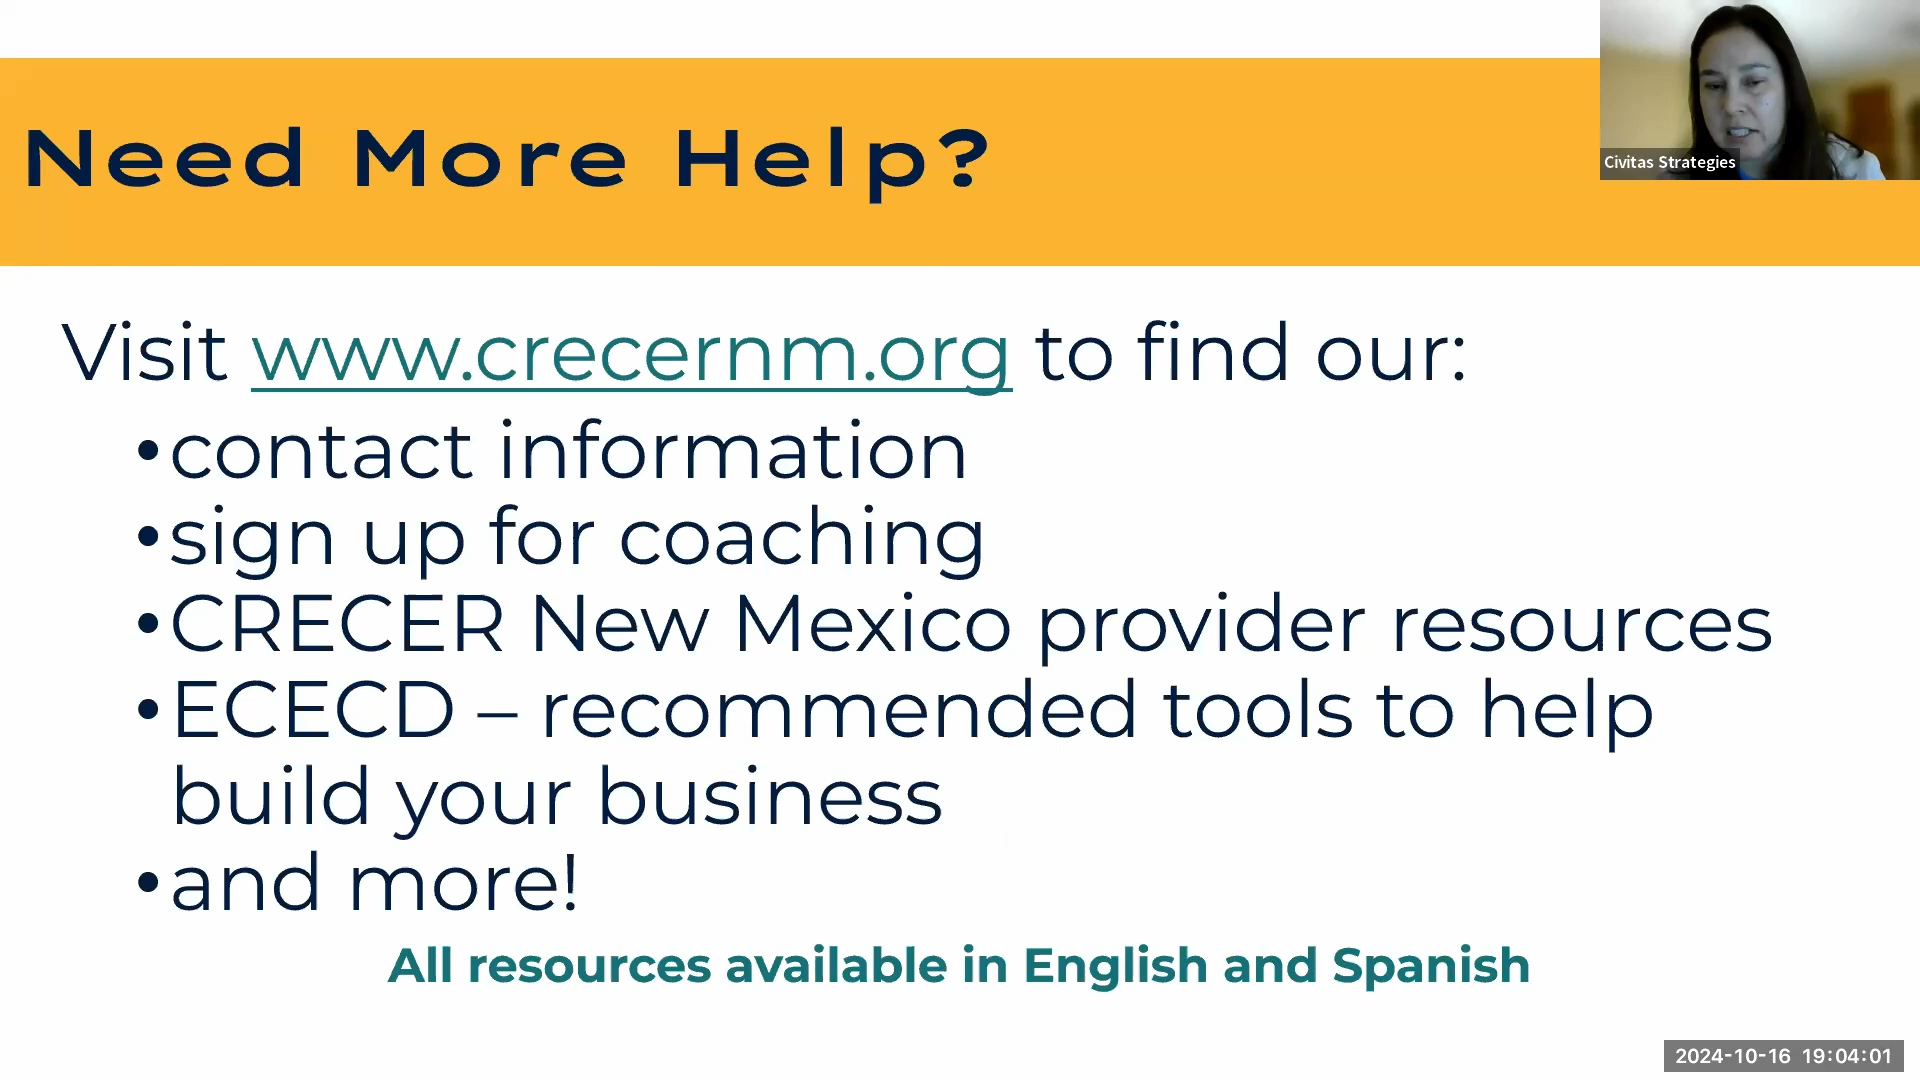 Need More Help?
Civitas Strategies
Visit www.crecernm.org to find our:
•contact information
•sign up for coaching
•CRECER New Mexico provider resources
•ECECD – recommended tools to help
build your business
•and more!
All resources available in English and Spanish
2024-10-16 19:04:01